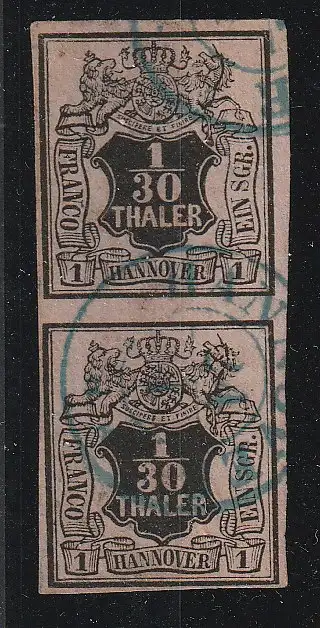 SUSCIPERE ET FINIRE
1
30
THALER
FRANCO
EIN SGR.
1 HANNOVER 1
SUSCIPERE ET FINIRE
1
30
THALER
FRANCO
EIN SGR.
1 HANNOVER 1